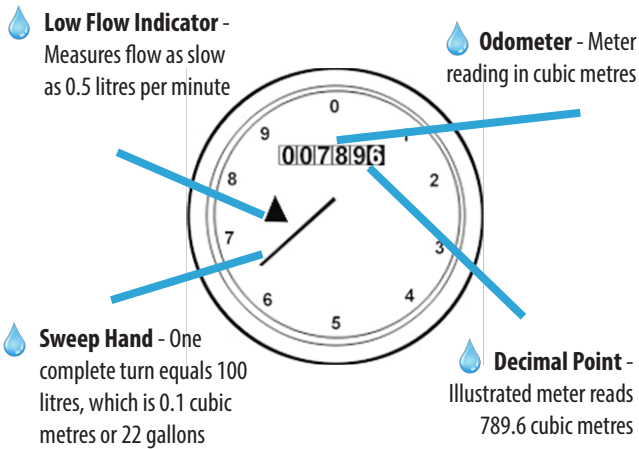 Low Flow Indicator -
Measures flow as slow
as 0.5 litres per minute
Odometer - Meter
reading in cubic metres
0
1
2
3
4
5
6
7
8
9
007896
Sweep Hand - One
complete turn equals 100
litres, which is 0.1 cubic
metres or 22 gallons
Decimal Point -
Illustrated meter reads
789.6 cubic metres